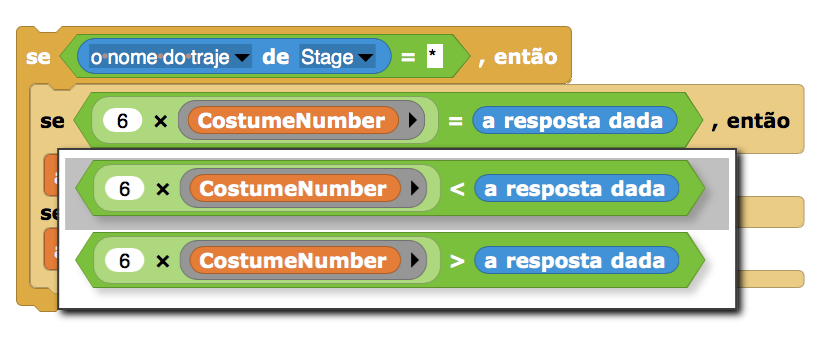 se o nome do traje de Stage = * , então
se 6 × CostumeNumber = a resposta dada , então
6 × CostumeNumber < a resposta dada
se
6 × CostumeNumber > a resposta dada